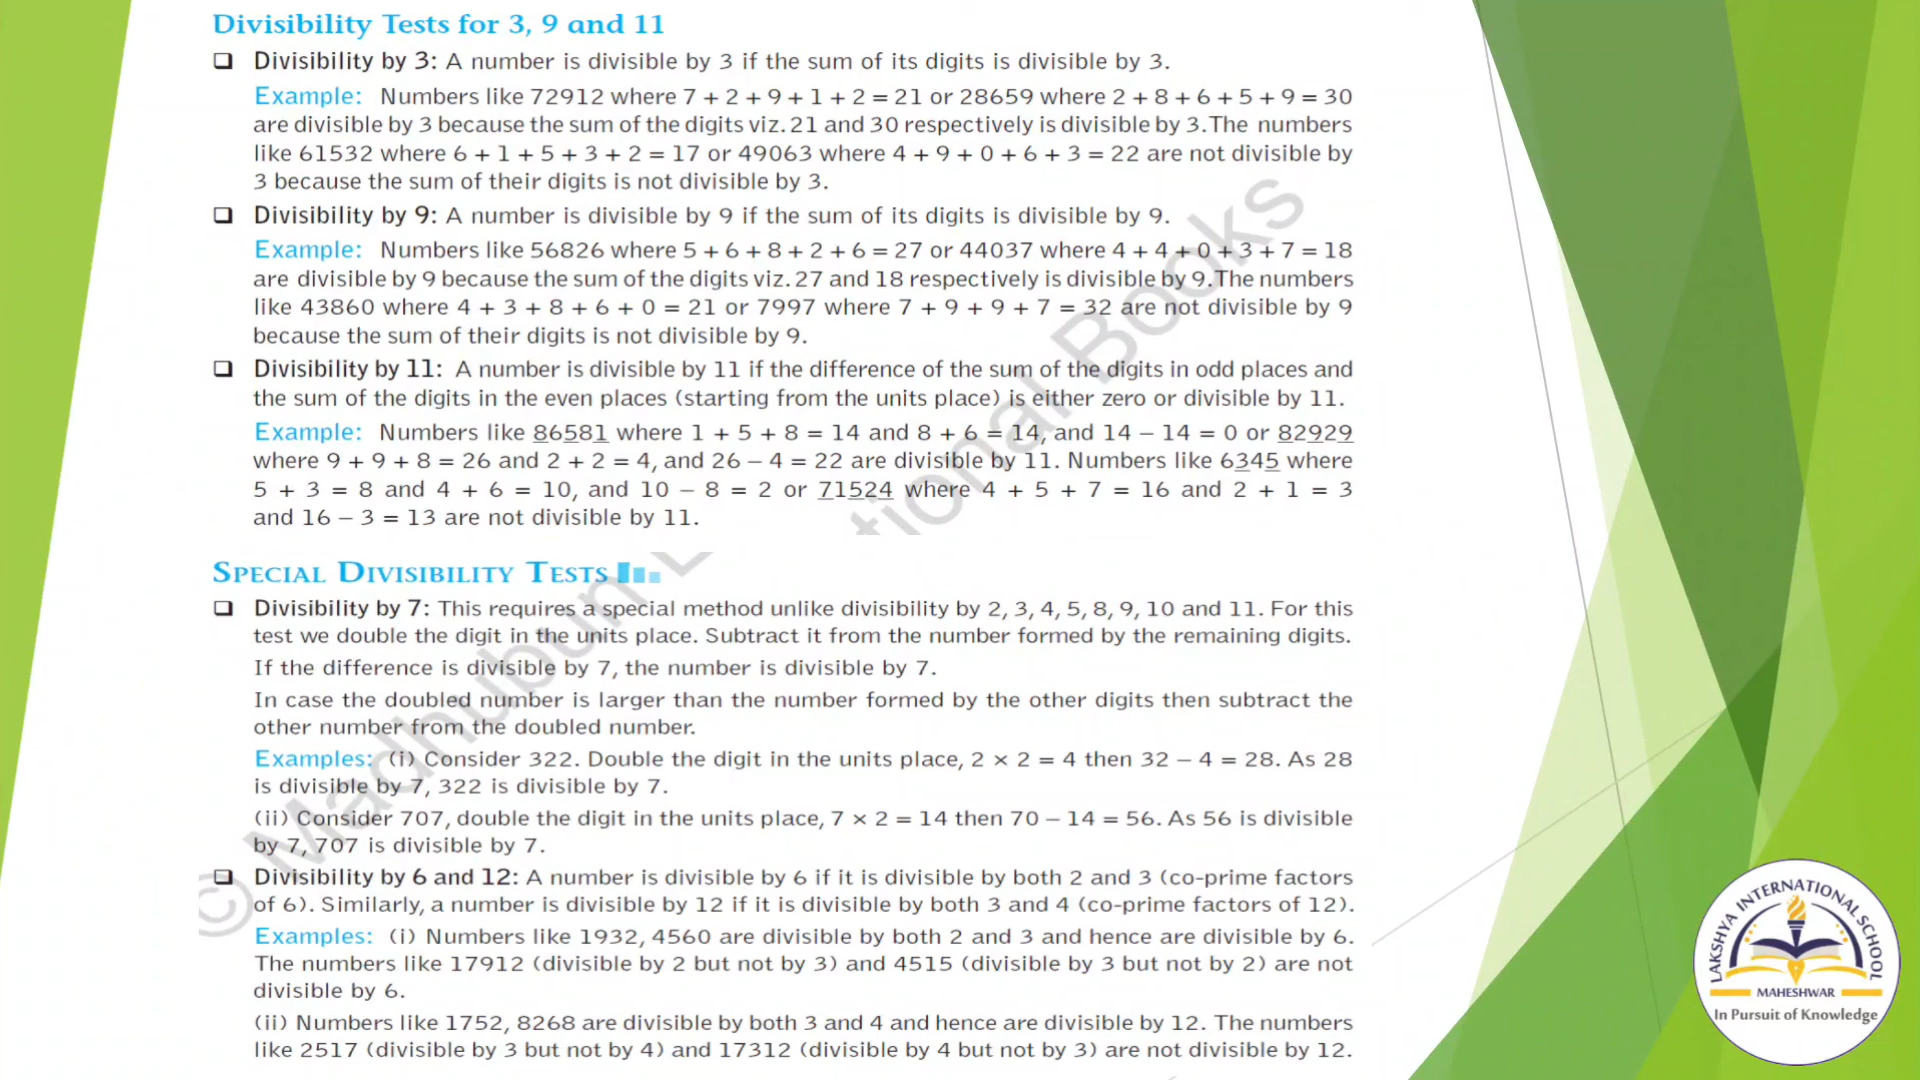 Divisibility Tests for 3, 9 and 11
❑ Divisibility by 3: A number is divisible by 3 if the sum of its digits is divisible by 3.
Example: Numbers like 72912 where 7 + 2 + 9 + 1 + 2 = 21 or 28659 where 2 + 8 + 6 + 5 + 9 = 30
are divisible by 3 because the sum of the digits viz. 21 and 30 respectively is divisible by 3. The numbers
like 61532 where 6 + 1 + 5 + 3 + 2 = 17 or 49063 where 4 + 9 + 0 + 6 + 3 = 22 are not divisible by
3 because the sum of their digits is not divisible by 3.
❑ Divisibility by 9: A number is divisible by 9 if the sum of its digits is divisible by 9.
Example: Numbers like 56826 where 5 + 6 + 8 + 2 + 6 = 27 or 44037 where 4 + 4 + 0 + 3 + 7 = 18
are divisible by 9 because the sum of the digits viz. 27 and 18 respectively is divisible by 9. The numbers
like 43860 where 4 + 3 + 8 + 6 + 0 = 21 or 7997 where 7 + 9 + 9 + 7 = 32 are not divisible by 9
because the sum of their digits is not divisible by 9.
❑ Divisibility by 11: A number is divisible by 11 if the difference of the sum of the digits in odd places and
the sum of the digits in the even places (starting from the units place) is either zero or divisible by 11.
Example: Numbers like 86581 where 1 + 5 + 8 = 14 and 8 + 6 = 14, and 14 – 14 = 0 or 82929
where 9 + 9 + 8 = 26 and 2 + 2 = 4, and 26 – 4 = 22 are divisible by 11. Numbers like 6345 where
5 + 3 = 8 and 4 + 6 = 10, and 10 – 8 = 2 or 71524 where 4 + 5 + 7 = 16 and 2 + 1 = 3
and 16 – 3 = 13 are not divisible by 11.
SPECIAL DIVISIBILITY TESTS
❑ Divisibility by 7: This requires a special method unlike divisibility by 2, 3, 4, 5, 8, 9, 10 and 11. For this
test we double the digit in the units place. Subtract it from the number formed by the remaining digits.
If the difference is divisible by 7, the number is divisible by 7.
In case the doubled number is larger than the number formed by the other digits then subtract the
other number from the doubled number.
Examples: (i) Consider 322. Double the digit in the units place, 2 × 2 = 4 then 32 – 4 = 28. As 28
is divisible by 7, 322 is divisible by 7.
(ii) Consider 707, double the digit in the units place, 7 × 2 = 14 then 70 – 14 = 56. As 56 is divisible
by 7, 707 is divisible by 7.
❑ Divisibility by 6 and 12: A number is divisible by 6 if it is divisible by both 2 and 3 (co-prime factors
of 6). Similarly, a number is divisible by 12 if it is divisible by both 3 and 4 (co-prime factors of 12).
Examples: (i) Numbers like 1932, 4560 are divisible by both 2 and 3 and hence are divisible by 6.
The numbers like 17912 (divisible by 2 but not by 3) and 4515 (divisible by 3 but not by 2) are not
divisible by 6.
(ii) Numbers like 1752, 8268 are divisible by both 3 and 4 and hence are divisible by 12. The numbers
like 2517 (divisible by 3 but not by 4) and 17312 (divisible by 4 but not by 3) are not divisible by 12.
© Madhubun
tional Books
LAKSHYA INTERNATIONAL SCHOOL
MAHESHWAR
In Pursuit of Knowledge